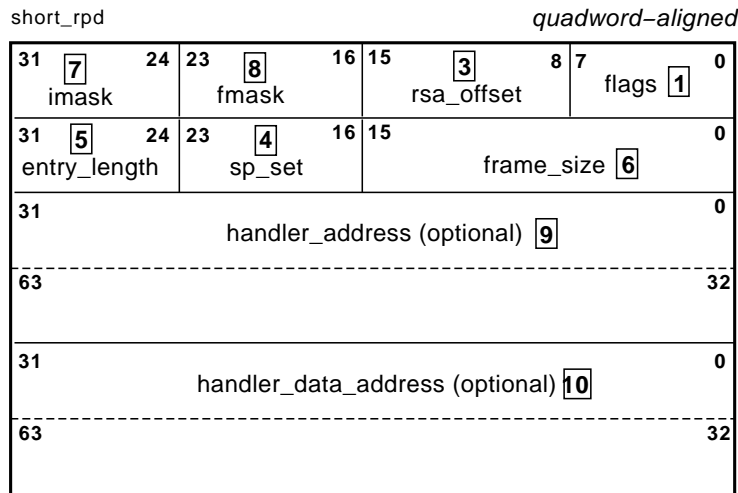 short_rpd quadword–aligned
31 7 24 23 8 16 15 3 8 7 0
imask fmask rsa_offset flags 1
31 5 24 23 4 16 15 0
entry_length sp_set frame_size 6
31 0
handler_address (optional) 9
63 32
31 0
handler_data_address (optional) 10
63 32